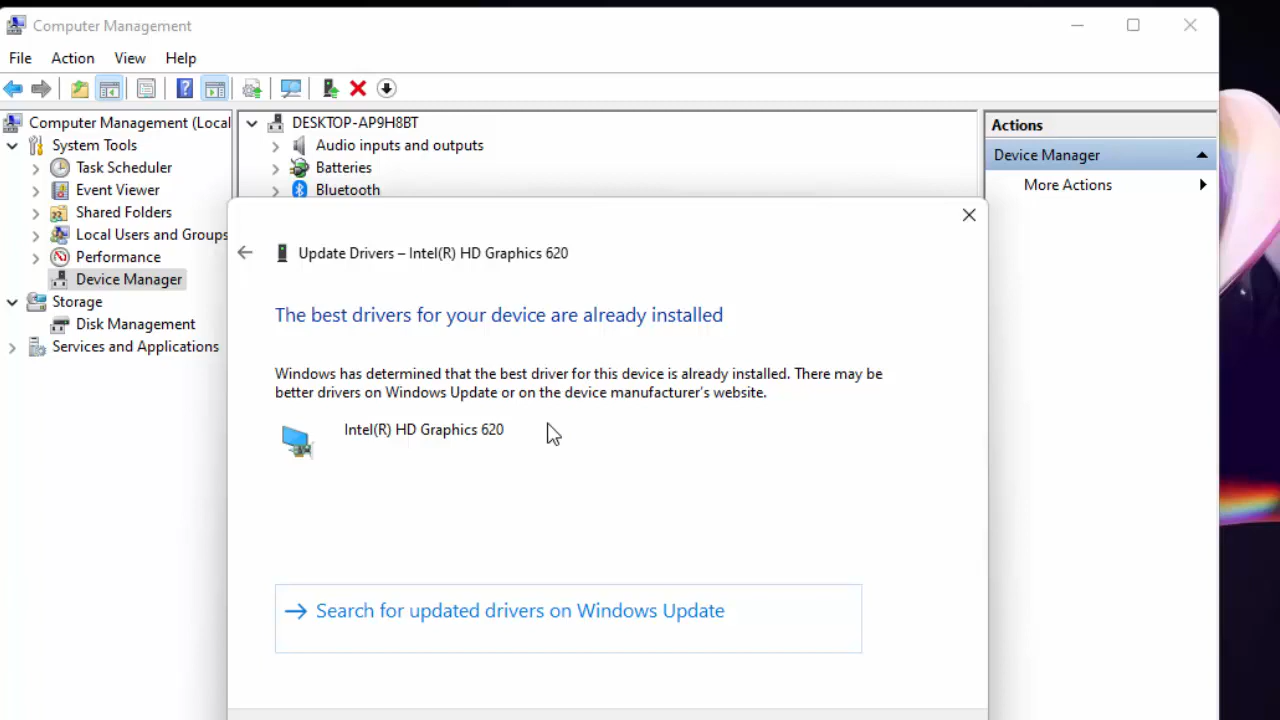 Computer Management
File Action View Help
Computer Management (Local
System Tools
Task Scheduler
Event Viewer
Shared Folders
Local Users and Groups
Performance
Device Manager
Storage
Disk Management
Services and Applications
DESKTOP-AP9H8BT
Audio inputs and outputs
Batteries
Bluetooth
Actions
Device Manager
More Actions
Update Drivers – Intel(R) HD Graphics 620
The best drivers for your device are already installed
Windows has determined that the best driver for this device is already installed. There may be
better drivers on Windows Update or on the device manufacturer's website.
Intel(R) HD Graphics 620
Search for updated drivers on Windows Update